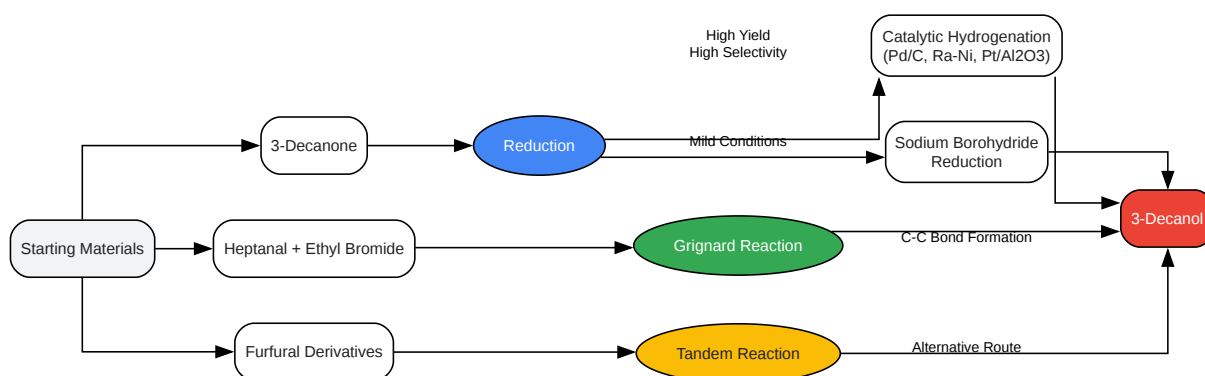 High Yield
High Selectivity
Catalytic Hydrogenation
(Pd/C, Ra-Ni, Pt/Al2O3)
3-Decanone
Reduction
Mild Conditions
Sodium Borohydride
Reduction
3-Decanol
Starting Materials
Heptanal + Ethyl Bromide
Grignard Reaction
C-C Bond Formation
Furfural Derivatives
Tandem Reaction
Alternative Route